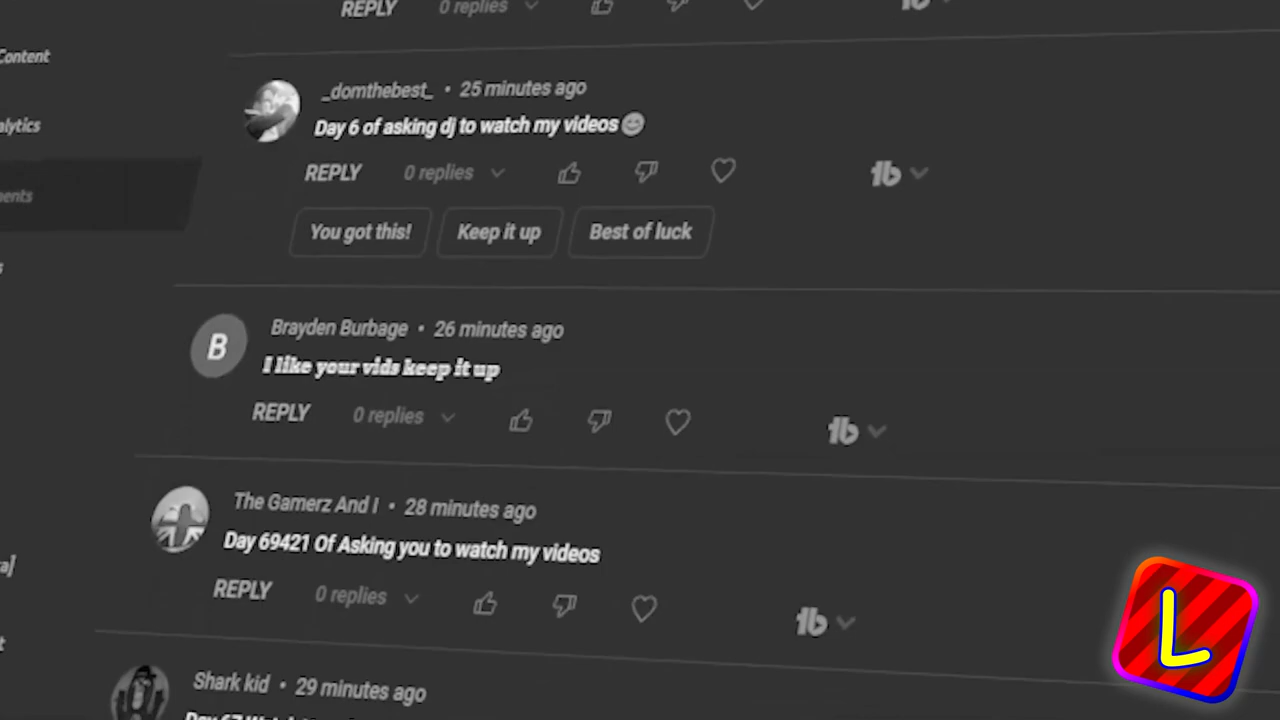 REPLY 0 replies
Content
_domthebest_ • 25 minutes ago
Day 6 of asking dj to watch my videos😊
REPLY 0 replies
You got this! Keep it up Best of luck
Brayden Burbage • 26 minutes ago
I like your vids keep it up
REPLY 0 replies
The Gamerz And I • 28 minutes ago
Day 69421 Of Asking you to watch my videos
REPLY 0 replies
Shark kid • 29 minutes ago
L